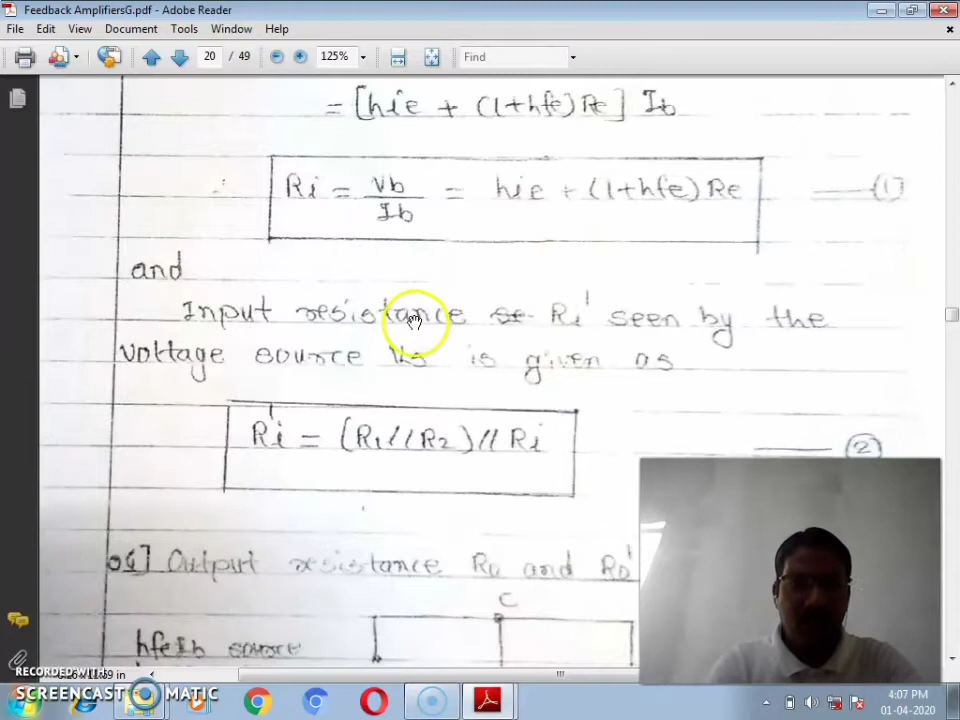 Feedback AmplifiersG.pdf - Adobe Reader
File Edit View Document Tools Window Help
20 / 49 125% Find
= [hie + (1+hfe) Re] Ib
Ri = Vb/Ib = hie + (1+hfe) Re —— (1)
and
Input resistance Ri' seen by the
voltage source Vs is given as
Ri' = (R1//R2)//Ri —— (2)
Output resistance Ro and Ro'
C
hfeIb source
RECORDED WITH
SCREENCAST MATIC
4:07 PM
01-04-2020